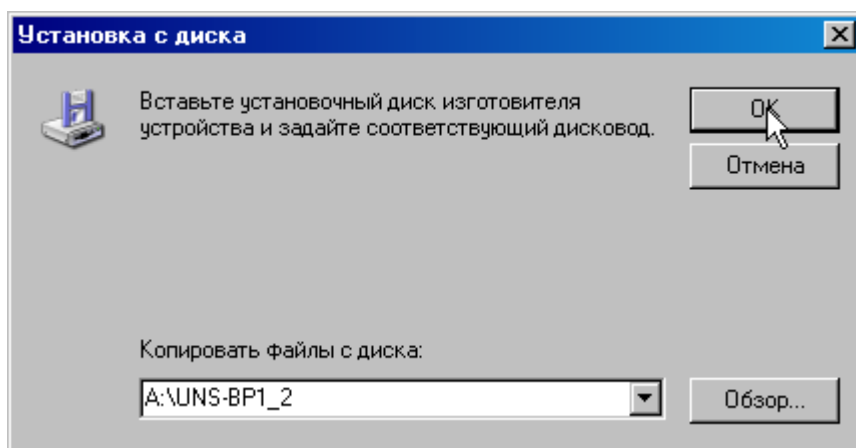 Установка с диска
Вставьте установочный диск изготовителя
устройства и задайте соответствующий дисковод.
OK
Отмена
Копировать файлы с диска:
A:\UNS-BP1_2
Обзор...